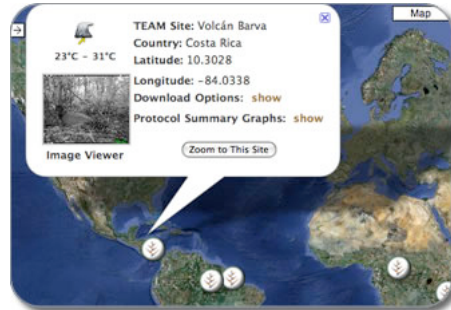 Map
TEAM Site: Volcán Barva
Country: Costa Rica
Latitude: 10.3028
23°C – 31°C
Longitude: -84.0338
Download Options: show
Protocol Summary Graphs: show
Image Viewer
Zoom to This Site